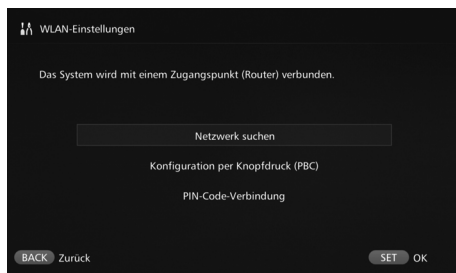 WLAN-Einstellungen
Das System wird mit einem Zugangspunkt (Router) verbunden.
Netzwerk suchen
Konfiguration per Knopfdruck (PBC)
PIN-Code-Verbindung
BACK Zurück SET OK